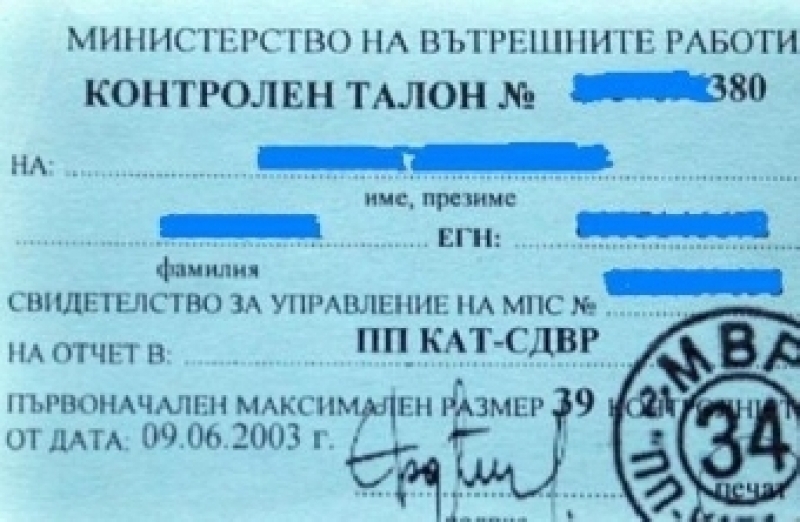 МИНИСТЕРСТВО НА ВЪТРЕШНИТЕ РАБОТИ
КОНТРОЛЕН ТАЛОН № 380
НА:
име, презиме
ЕГН:
фамилия
СВИДЕТЕЛСТВО ЗА УПРАВЛЕНИЕ НА МПС №
НА ОТЧЕТ В: ПП КАТ-СДВР
ПЪРВОНАЧАЛЕН МАКСИМАЛЕН РАЗМЕР 39
ОТ ДАТА: 09.06.2003 г.
МВР
34
печат